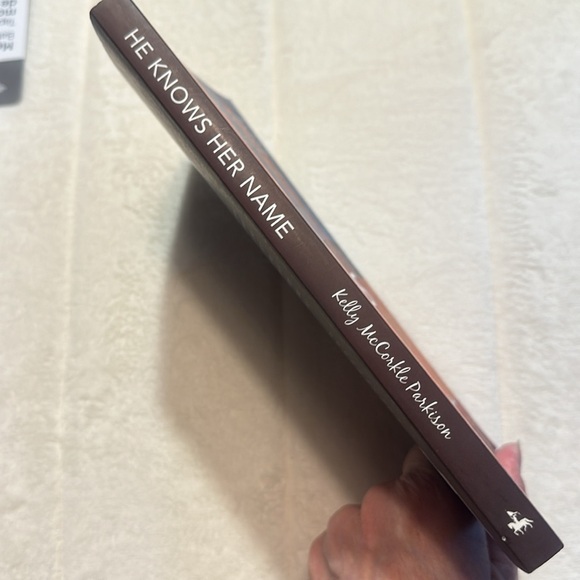 HE KNOWS HER NAME
Kelly McCorkle Parkison